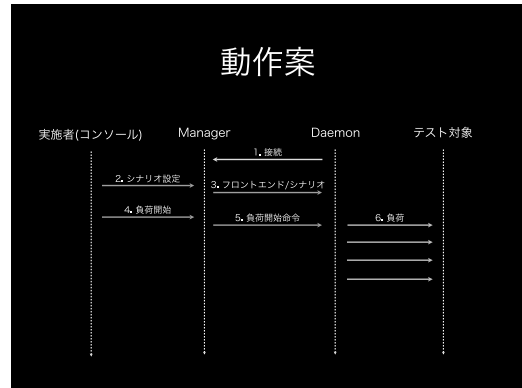 動作案
実施者(コンソール)
Manager
Daemon
テスト対象
1. 接続
2. シナリオ設定
3. フロントエンド/シナリオ
4. 負荷開始
5. 負荷開始命令
6. 負荷